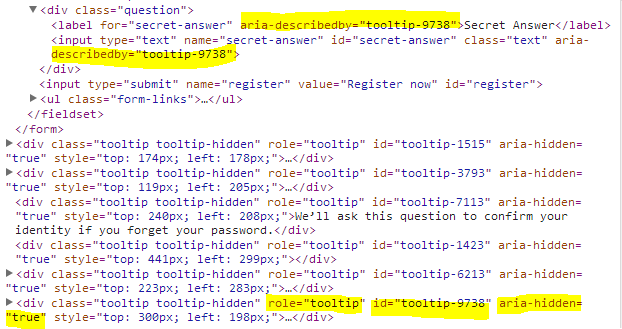 ▼<div class="question">
<label for="secret-answer" aria-describedby="tooltip-9738">Secret Answer</label>
<input type="text" name="secret-answer" id="secret-answer" class="text" aria-
describedby="tooltip-9738">
</div>
<input type="submit" name="register" value="Register now" id="register">
▶<ul class="form-links">…</ul>
</fieldset>
</form>
▶<div class="tooltip tooltip-hidden" role="tooltip" id="tooltip-1515" aria-hidden=
"true" style="top: 174px; left: 178px;">…</div>
▶<div class="tooltip tooltip-hidden" role="tooltip" id="tooltip-3793" aria-hidden=
"true" style="top: 119px; left: 205px;">…</div>
<div class="tooltip tooltip-hidden" role="tooltip" id="tooltip-7113" aria-hidden=
"true" style="top: 240px; left: 208px;">We’ll ask this question to confirm your
identity if you forget your password.</div>
<div class="tooltip tooltip-hidden" role="tooltip" id="tooltip-1423" aria-hidden=
"true" style="top: 441px; left: 299px;"></div>
▶<div class="tooltip tooltip-hidden" role="tooltip" id="tooltip-6213" aria-hidden=
"true" style="top: 223px; left: 283px;">…</div>
▶<div class="tooltip tooltip-hidden" role="tooltip" id="tooltip-9738" aria-hidden=
"true" style="top: 300px; left: 198px;">…</div>